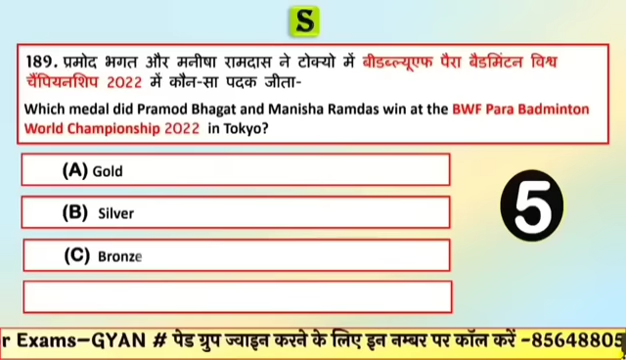 S
189. प्रमोद भगत और मनीषा रामदास ने टोक्यो में बीडब्ल्यूएफ पैरा बैडमिंटन विश्व
चैंपियनशिप 2022 में कौन-सा पदक जीता-
Which medal did Pramod Bhagat and Manisha Ramdas win at the BWF Para Badminton
World Championship 2022 in Tokyo?
(A) Gold
(B) Silver
5
(C) Bronze
r Exams-GYAN # पेड ग्रुप ज्वाइन करने के लिए इन नम्बर पर कॉल करें -85648805